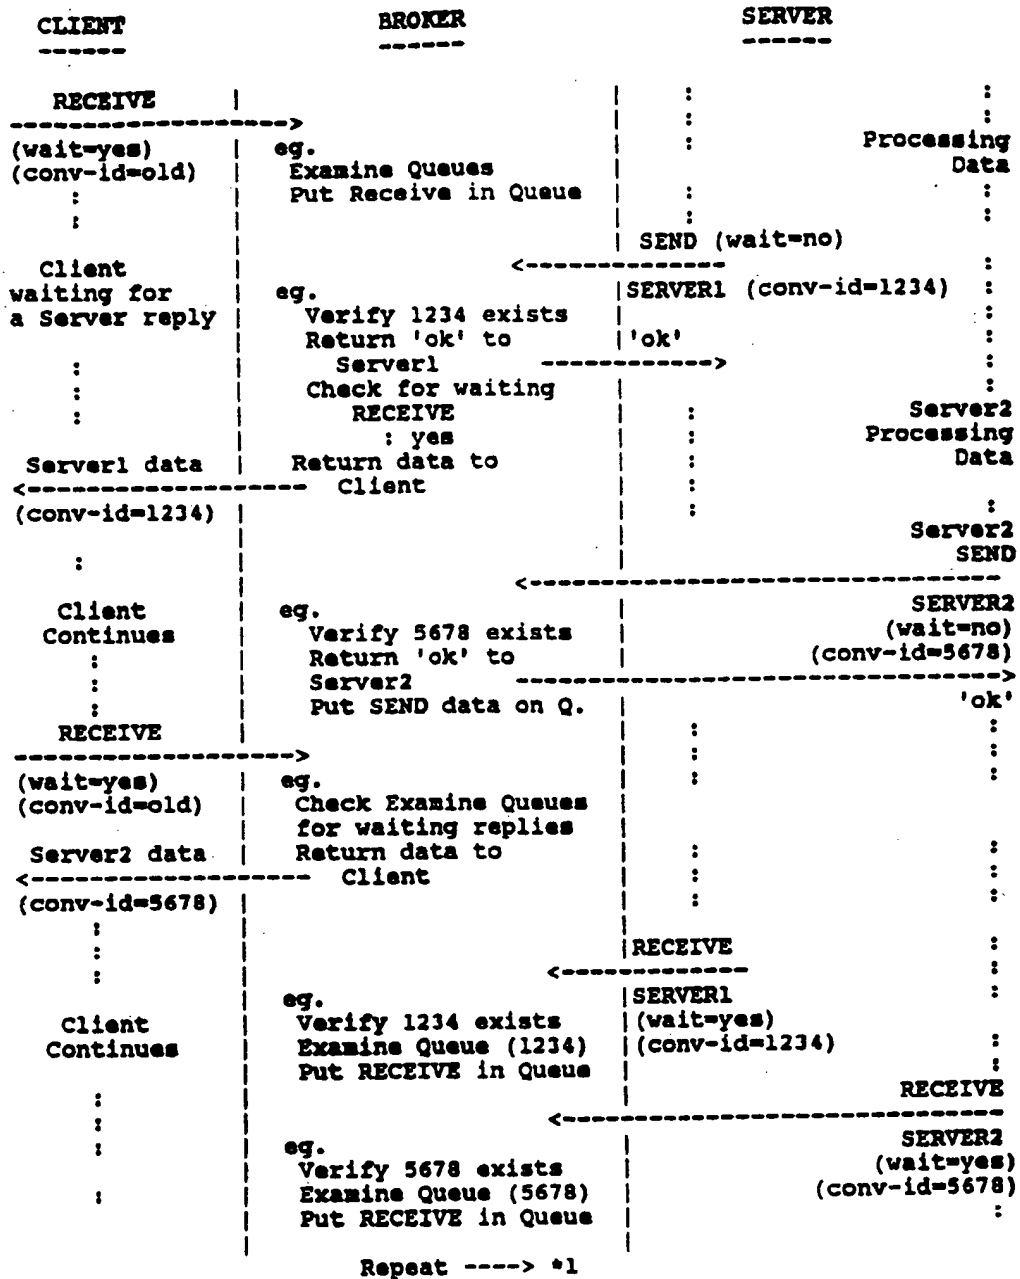 CLIENT BROKER SERVER
------ ------ ------
RECEIVE | | : :
-------------------> | : :
(wait=yes) | eg. | : Processing
(conv-id=old) | Examine Queues | Data
: | Put Receive in Queue | : :
: | | : :
| | SEND (wait=no)
Client | <------------- :
waiting for | eg. |SERVER1 (conv-id=1234) :
a Server reply | Verify 1234 exists | :
| Return 'ok' to |'ok' :
: | Server1 -------------> :
: | Check for waiting | :
: | RECEIVE | : Server2
| : yes | : Processing
Server1 data | Return data to | : Data
<------------------- Client | :
(conv-id=1234) | | : :
| | Server2
: | | SEND
| <-----------------------------
Client | eg. | SERVER2
Continues | Verify 5678 exists | (wait=no)
: | Return 'ok' to | (conv-id=5678)
: | Server2 ------------------------------>
: | Put SEND data on Q. | 'ok'
RECEIVE | | : :
-------------------> | : :
(wait=yes) | eg. | : :
(conv-id=old) | Check Examine Queues |
| for waiting replies |
Server2 data | Return data to | : :
<------------------- Client | : :
(conv-id=5678) | | : :
: | |
: | |RECEIVE :
: | <------------- :
| eg. |SERVER1 :
Client | Verify 1234 exists |(wait=yes)
Continues | Examine Queue (1234) |(conv-id=1234) :
| Put RECEIVE in Queue | :
: | | RECEIVE
: | <-----------------------------
: | eg. | SERVER2
| Verify 5678 exists | (wait=yes)
: | Examine Queue (5678) | (conv-id=5678)
| Put RECEIVE in Queue | :
Repeat ----> *1